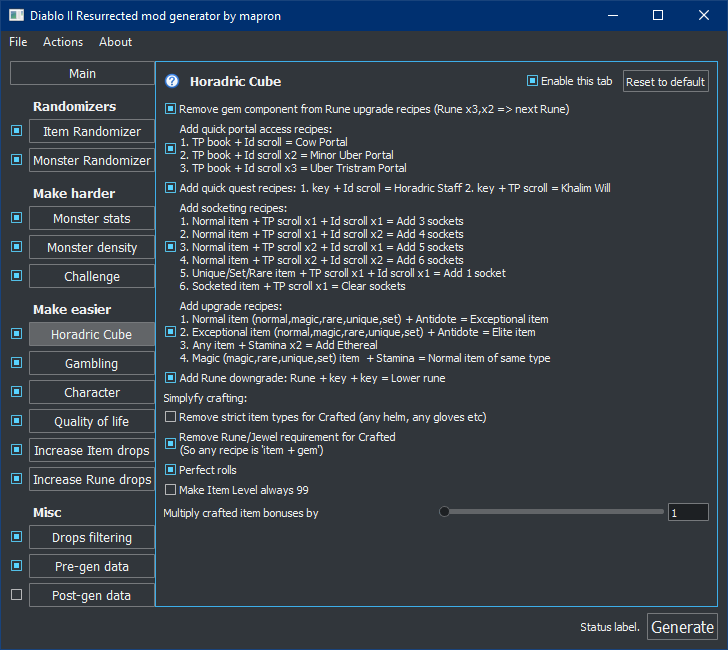 Diablo II Resurrected mod generator by mapron
File Actions About
Main
Randomizers
Item Randomizer
Monster Randomizer
Make harder
Monster stats
Monster density
Challenge
Make easier
Horadric Cube
Gambling
Character
Quality of life
Increase Item drops
Increase Rune drops
Misc
Drops filtering
Pre-gen data
Post-gen data
? Horadric Cube
Enable this tab
Reset to default
Remove gem component from Rune upgrade recipes (Rune x3,x2 => next Rune)
Add quick portal access recipes:
1. TP book + Id scroll = Cow Portal
2. TP book + Id scroll x2 = Minor Uber Portal
3. TP book + Id scroll x3 = Uber Tristram Portal
Add quick quest recipes: 1. key + Id scroll = Horadric Staff 2. key + TP scroll = Khalim Will
Add socketing recipes:
1. Normal item + TP scroll x1 + Id scroll x1 = Add 3 sockets
2. Normal item + TP scroll x1 + Id scroll x2 = Add 4 sockets
3. Normal item + TP scroll x2 + Id scroll x1 = Add 5 sockets
4. Normal item + TP scroll x2 + Id scroll x2 = Add 6 sockets
5. Unique/Set/Rare item + TP scroll x1 + Id scroll x1 = Add 1 socket
6. Socketed item + TP scroll x1 = Clear sockets
Add upgrade recipes:
1. Normal item (normal,magic,rare,unique,set) + Antidote = Exceptional item
2. Exceptional item (normal,magic,rare,unique,set) + Antidote = Elite item
3. Any item + Stamina x2 = Add Ethereal
4. Magic (magic,rare,unique,set) item + Stamina = Normal item of same type
Add Rune downgrade: Rune + key + key = Lower rune
Simplyfy crafting:
Remove strict item types for Crafted (any helm, any gloves etc)
Remove Rune/Jewel requirement for Crafted
(So any recipe is 'item + gem')
Perfect rolls
Make Item Level always 99
Multiply crafted item bonuses by
1
Status label.
Generate